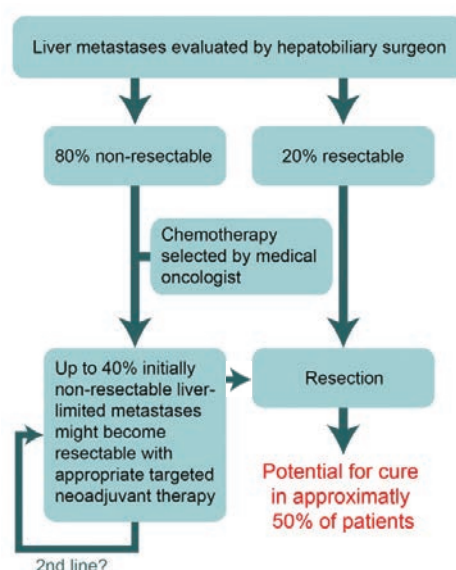 Liver metastases evaluated by hepatobiliary surgeon
80% non-resectable
20% resectable
Chemotherapy
selected by medical
oncologist
Up to 40% initially
non-resectable liver-
limited metastases
might become
resectable with
appropriate targeted
neoadjuvant therapy
Resection
Potential for cure
in approximatly
50% of patients
2nd line?